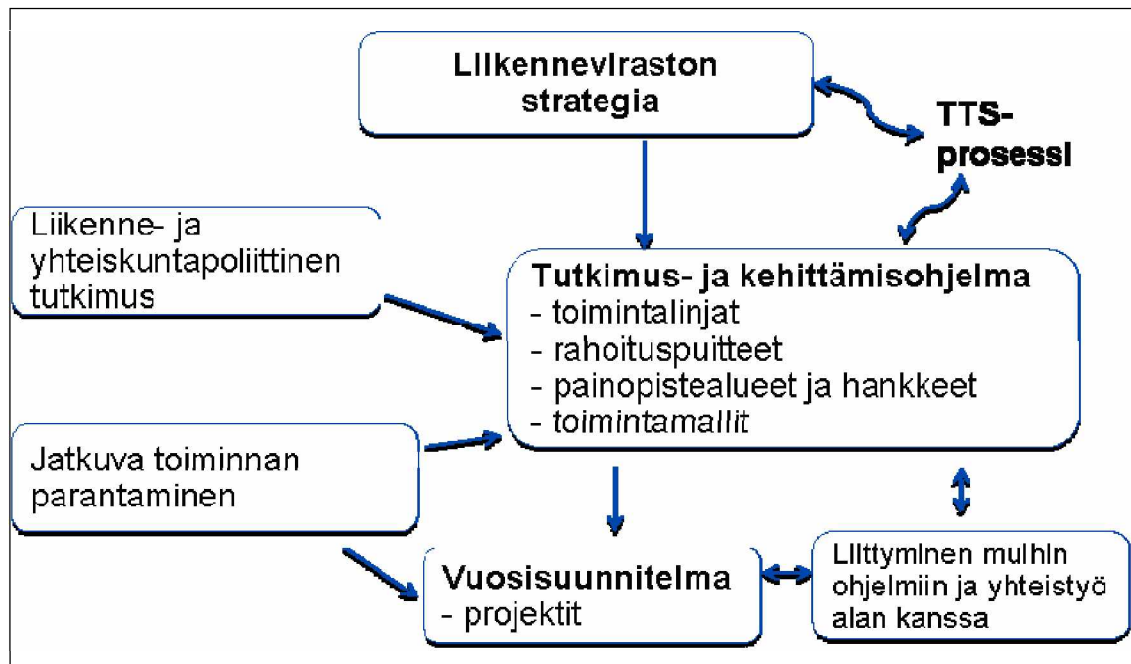 Liikenneviraston
strategia
TTS-
prosessi
Liikenne- ja
yhteiskuntapoliittinen
tutkimus
Tutkimus- ja kehittämisohjelma
- toimintalinjat
- rahoituspuitteet
- painopistealueet ja hankkeet
- toimintamallit
Jatkuva toiminnan
parantaminen
Vuosisuunnitelma
- projektit
Liittyminen muihin
ohjelmiin ja yhteistyö
alan kanssa